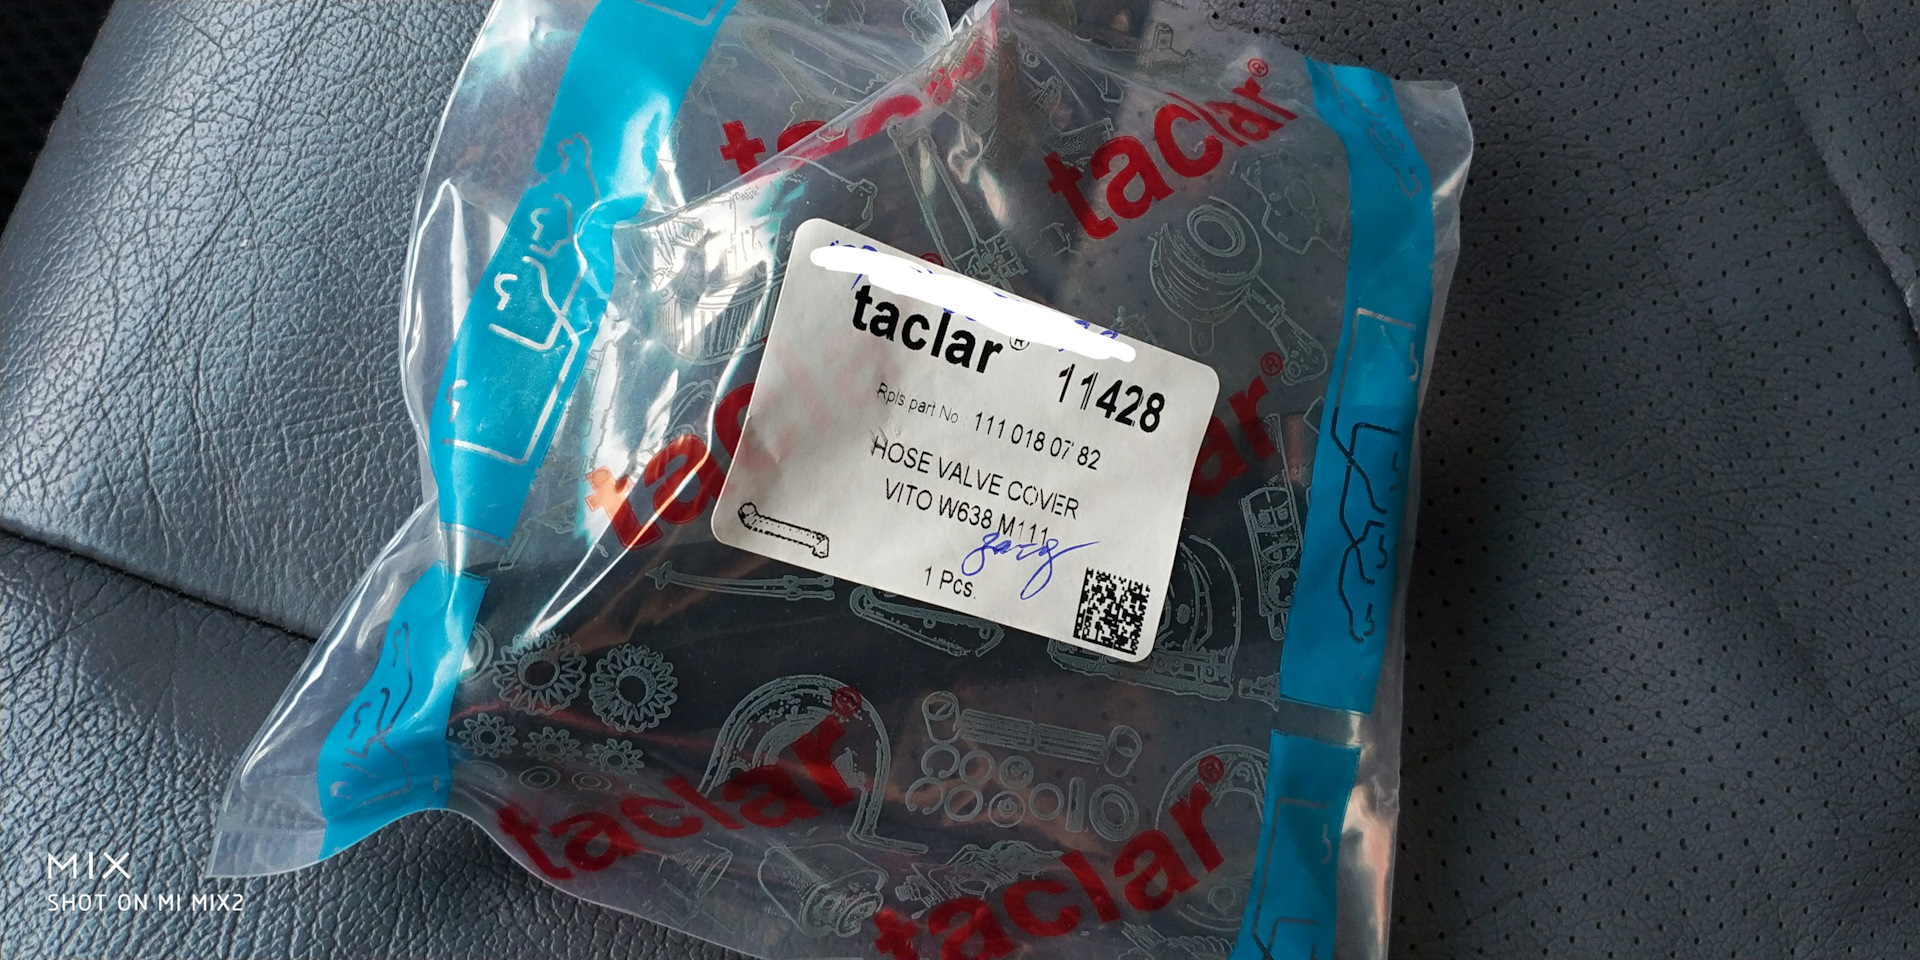 taclar®
taclar®
11428
Rpls part No 111 018 07 82
HOSE VALVE COVER
VITO W638 M111
1 Pcs.
taclar®
taclar®
MIX
SHOT ON MI MIX2